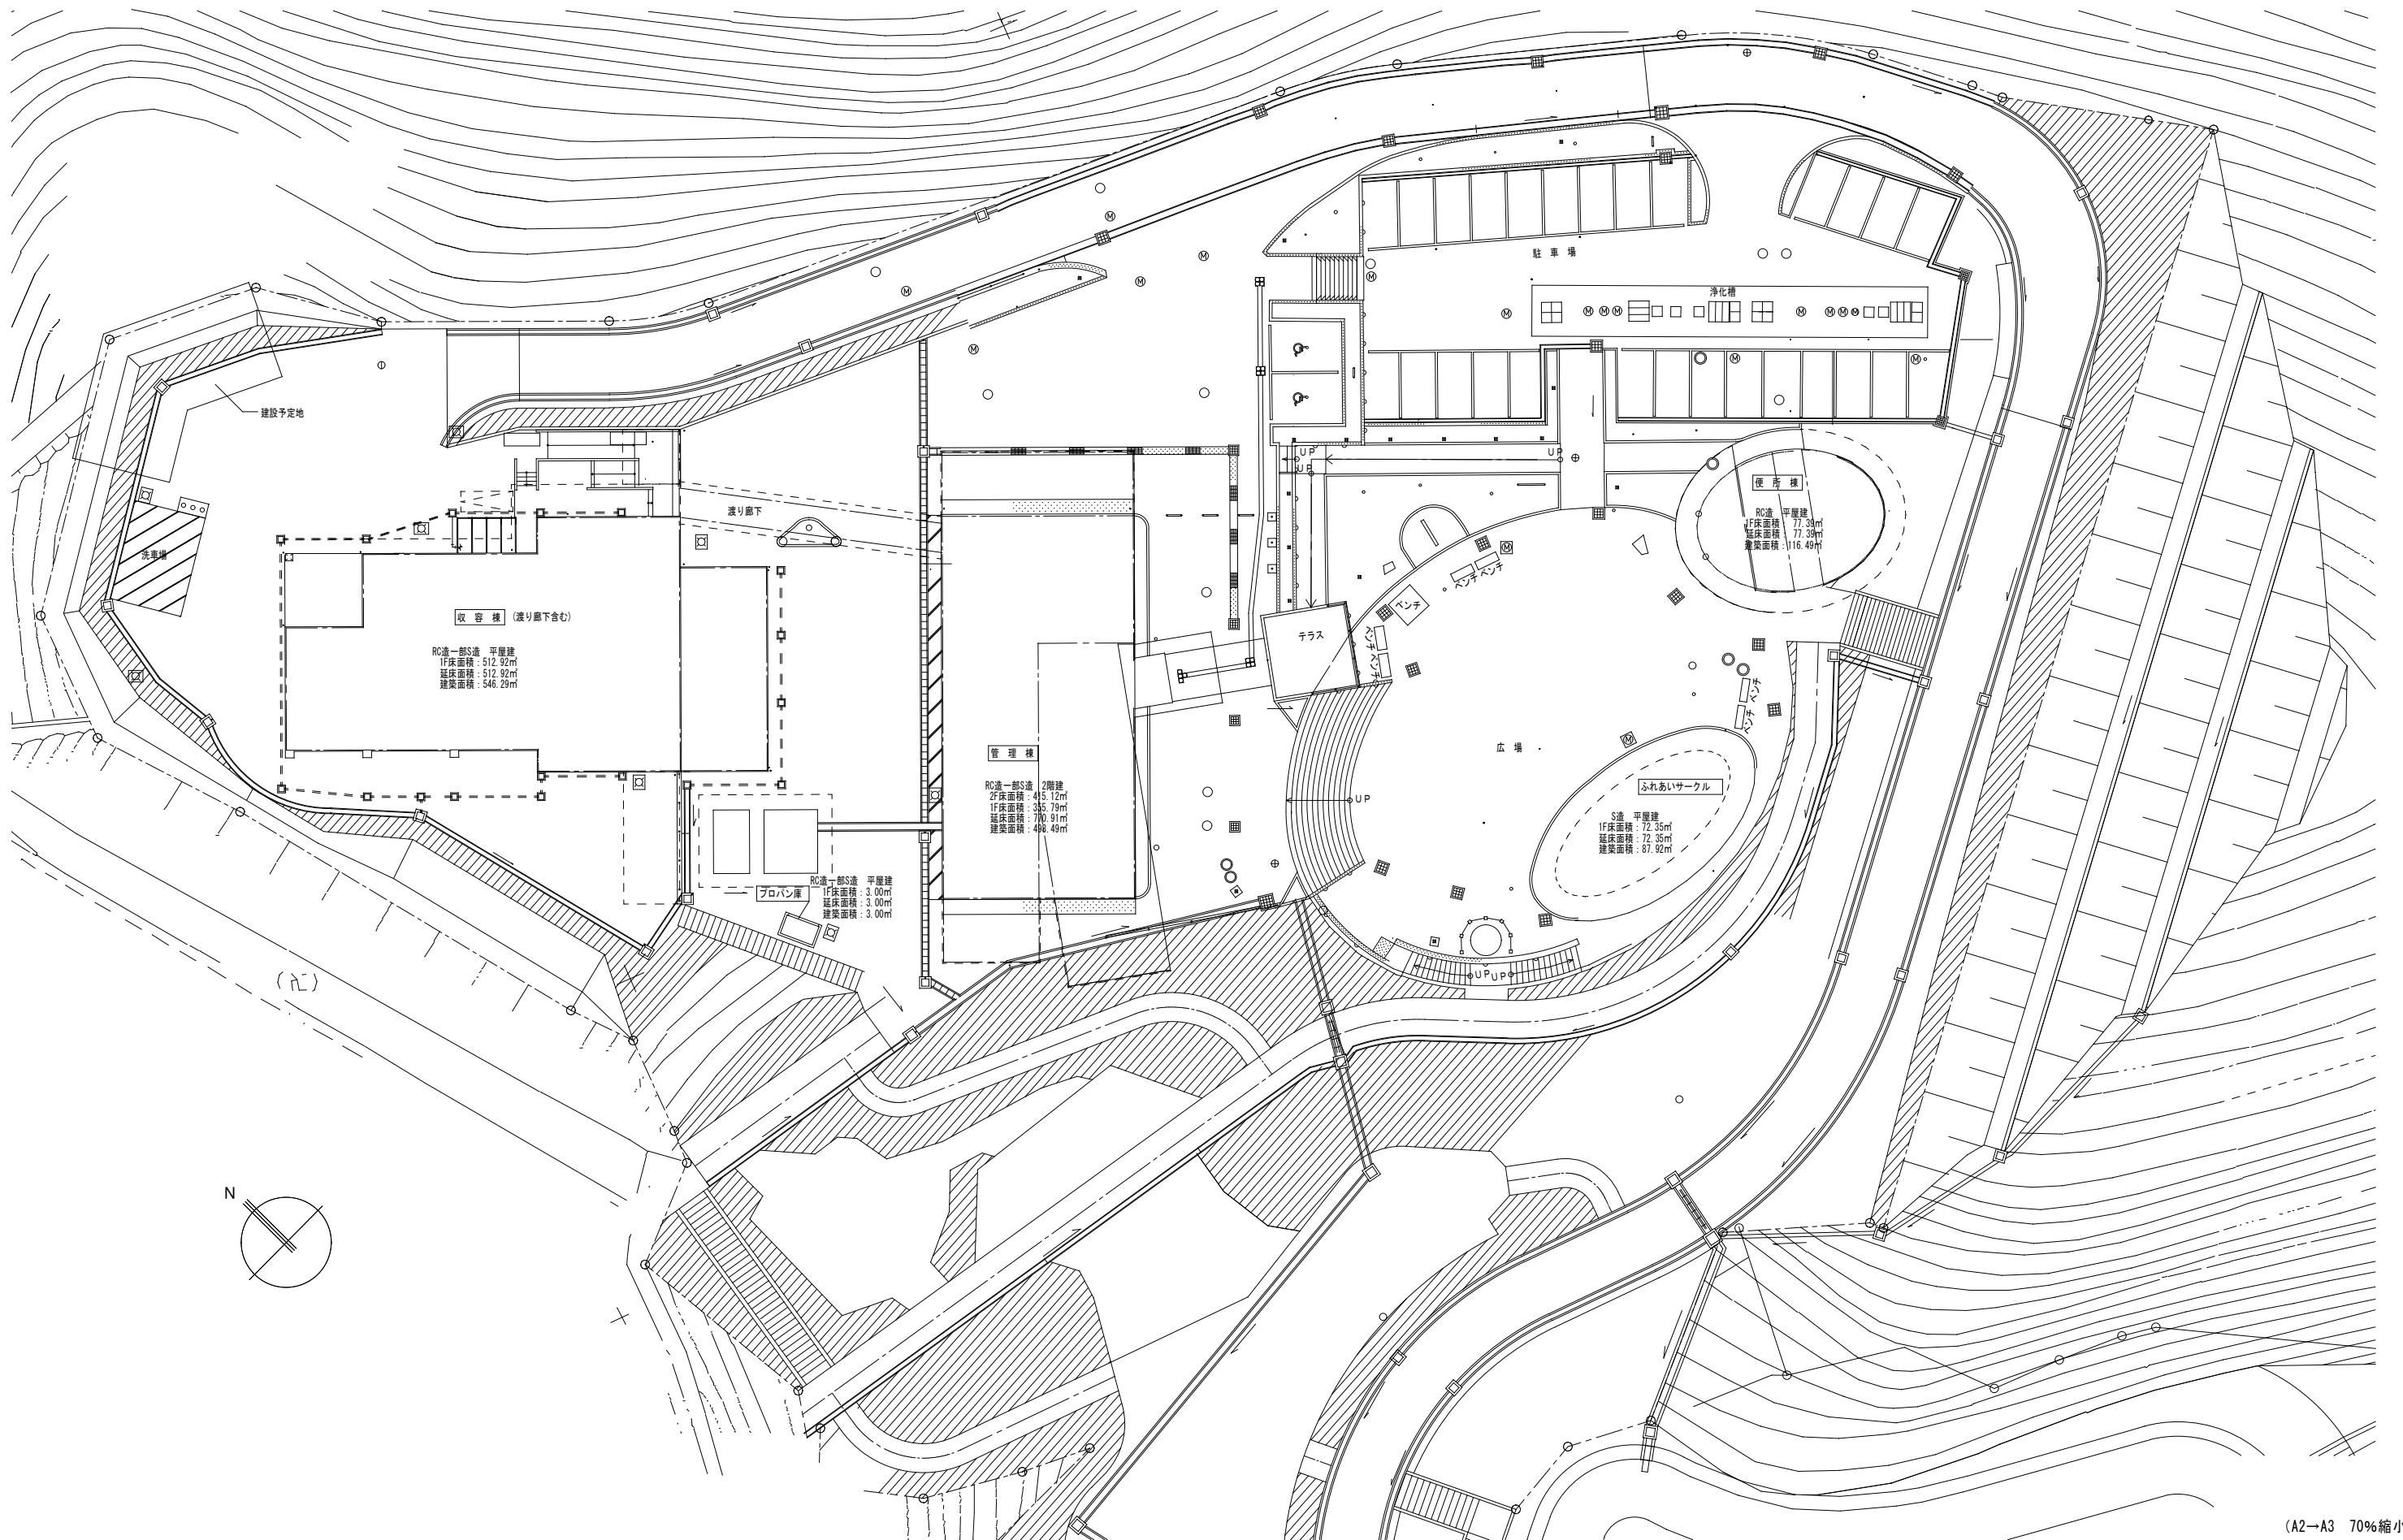 駐 車 場
浄化槽
Ⓜ
Ⓜ
Ⓜ
Ⓜ
Ⓜ
Ⓜ
Ⓜ
ⓂⓂⓂ
Ⓜ
ⓂⓂⓂ
Ⓜ
Ⓜ
建設予定地
洗車場
渡り廊下
UP
UP
UP
便 所 棟
RC造 平屋建
1F床面積: 77.39㎡
延床面積: 77.39㎡
建築面積:116.49㎡
Ⓜ
ベンチ
ベンチ
ベンチ
テラス
ベンチ
ベンチ
収 容 棟
(渡り廊下含む)
RC造一部S造 平屋建
1F床面積:512.92㎡
延床面積:512.92㎡
建築面積:546.29㎡
ベンチ
ベンチ
広 場
Ⓜ
管 理 棟
RC造一部S造 2階建
2F床面積:415.12㎡
1F床面積:355.79㎡
延床面積:770.91㎡
建築面積:498.49㎡
UP
ふれあいサークル
S造 平屋建
1F床面積:72.35㎡
延床面積:72.35㎡
建築面積:87.92㎡
プロパン庫
RC造一部S造 平屋建
1F床面積:3.00㎡
延床面積:3.00㎡
建築面積:3.00㎡
UP
UP
N
(A2→A3 70%縮小